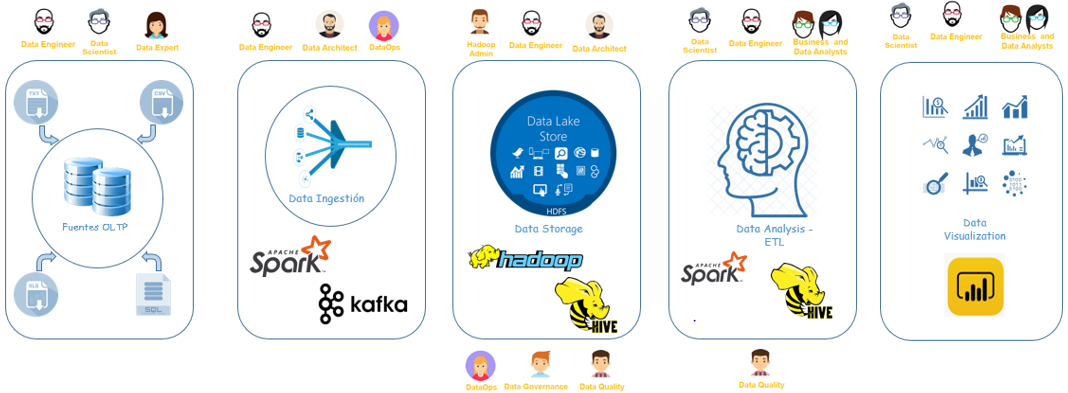 Data Engineer
Data
Scientist
Data Expert
TXT
CSV
Fuentes OLTP
XLS
SQL
Data Engineer
Data Architect
DataOps
Data Ingestión
APACHE
Spark
kafka
Hadoop
Admin
Data Engineer
Data Architect
Data Lake
Store
HDFS
Data Storage
hadoop
HIVE
DataOps
Data Governance
Data Quality
Data
Scientist
Data Engineer
Business and
Data Analysts
Data Analysis -
ETL
APACHE
Spark
HIVE
Data Quality
Data
Scientist
Data Engineer
Business and
Data Analysts
Data
Visualization